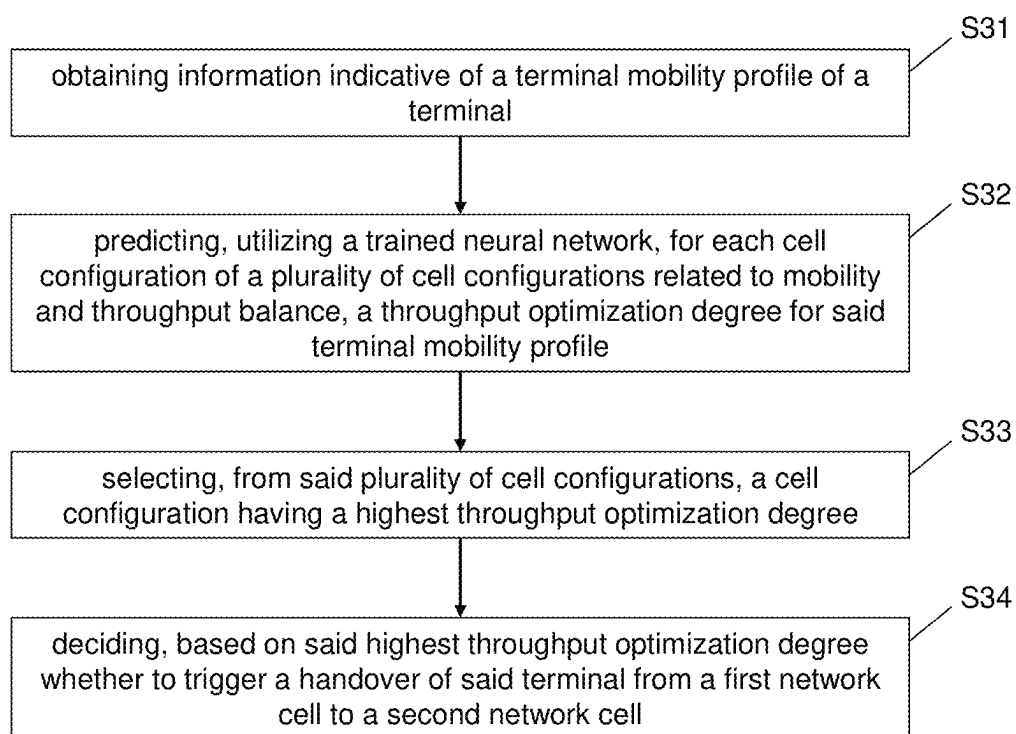 S31
obtaining information indicative of a terminal mobility profile of a
terminal
S32
predicting, utilizing a trained neural network, for each cell
configuration of a plurality of cell configurations related to mobility
and throughput balance, a throughput optimization degree for said
terminal mobility profile
S33
selecting, from said plurality of cell configurations, a cell
configuration having a highest throughput optimization degree
S34
deciding, based on said highest throughput optimization degree
whether to trigger a handover of said terminal from a first network
cell to a second network cell